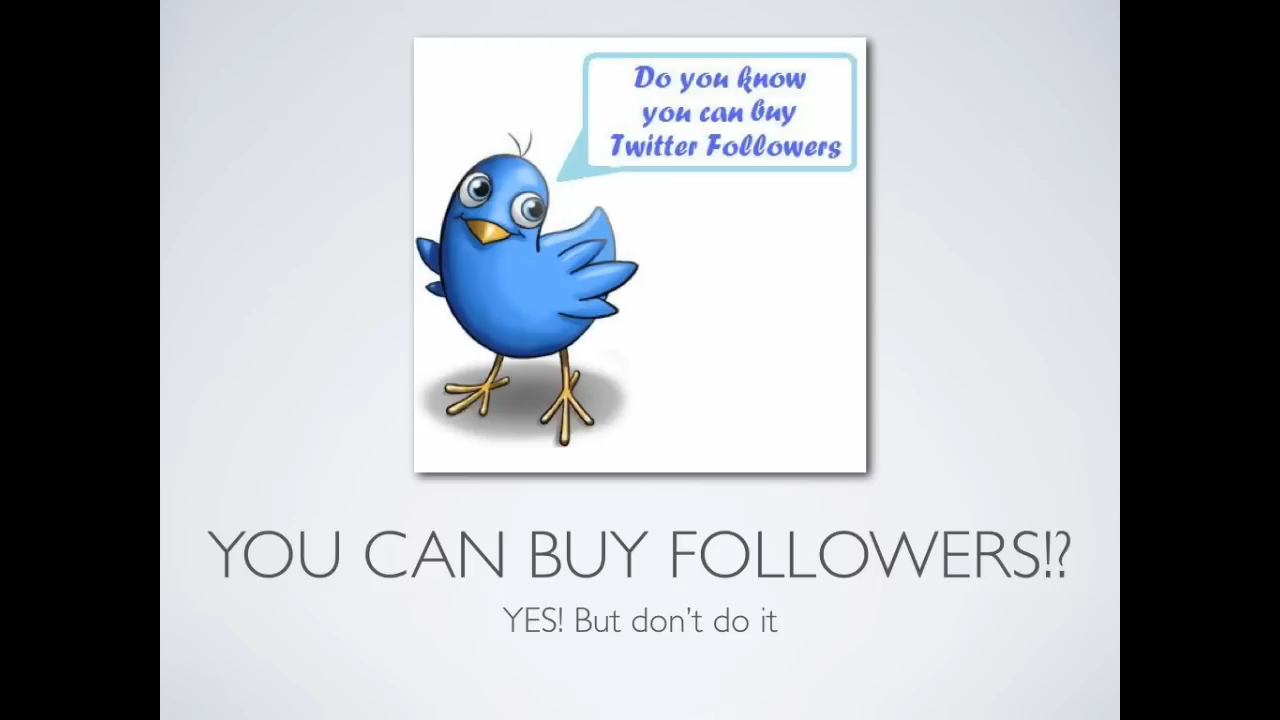 Do you know
you can buy
Twitter Followers
YOU CAN BUY FOLLOWERS!?
YES! But don't do it